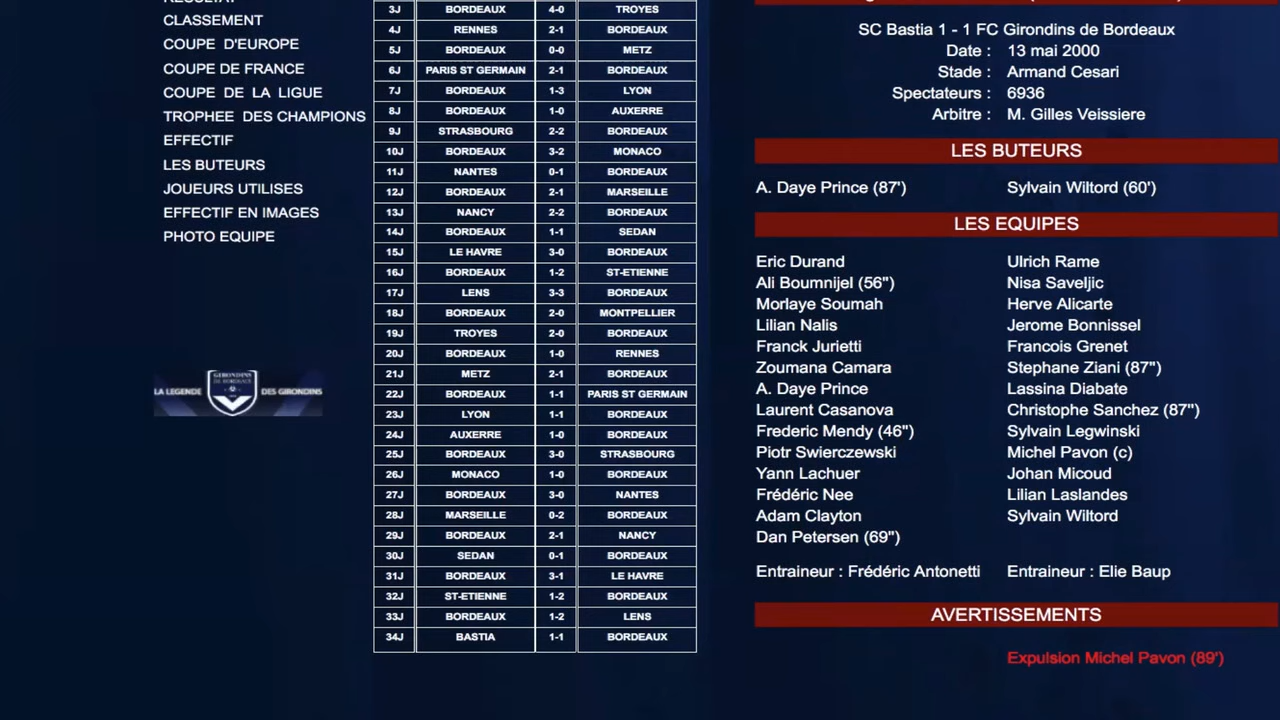 CLASSEMENT
COUPE D'EUROPE
COUPE DE FRANCE
COUPE DE LA LIGUE
TROPHEE DES CHAMPIONS
EFFECTIF
LES BUTEURS
JOUEURS UTILISES
EFFECTIF EN IMAGES
PHOTO EQUIPE
LA LEGENDE GIRONDINS DE BORDEAUX DES GIRONDINS
3J BORDEAUX 4-0 TROYES
4J RENNES 2-1 BORDEAUX
5J BORDEAUX 0-0 METZ
6J PARIS ST GERMAIN 2-1 BORDEAUX
7J BORDEAUX 1-3 LYON
8J BORDEAUX 1-0 AUXERRE
9J STRASBOURG 2-2 BORDEAUX
10J BORDEAUX 3-2 MONACO
11J NANTES 0-1 BORDEAUX
12J BORDEAUX 2-1 MARSEILLE
13J NANCY 2-2 BORDEAUX
14J BORDEAUX 1-1 SEDAN
15J LE HAVRE 3-0 BORDEAUX
16J BORDEAUX 1-2 ST-ETIENNE
17J LENS 3-3 BORDEAUX
18J BORDEAUX 2-0 MONTPELLIER
19J TROYES 2-0 BORDEAUX
20J BORDEAUX 1-0 RENNES
21J METZ 2-1 BORDEAUX
22J BORDEAUX 1-1 PARIS ST GERMAIN
23J LYON 1-1 BORDEAUX
24J AUXERRE 1-0 BORDEAUX
25J BORDEAUX 3-0 STRASBOURG
26J MONACO 1-0 BORDEAUX
27J BORDEAUX 3-0 NANTES
28J MARSEILLE 0-2 BORDEAUX
29J BORDEAUX 2-1 NANCY
30J SEDAN 0-1 BORDEAUX
31J BORDEAUX 3-1 LE HAVRE
32J ST-ETIENNE 1-2 BORDEAUX
33J BORDEAUX 1-2 LENS
34J BASTIA 1-1 BORDEAUX
SC Bastia 1 - 1 FC Girondins de Bordeaux
Date : 13 mai 2000
Stade : Armand Cesari
Spectateurs : 6936
Arbitre : M. Gilles Veissiere
LES BUTEURS
A. Daye Prince (87') Sylvain Wiltord (60')
LES EQUIPES
Eric Durand Ulrich Rame
Ali Boumnijel (56") Nisa Saveljic
Morlaye Soumah Herve Alicarte
Lilian Nalis Jerome Bonnissel
Franck Jurietti Francois Grenet
Zoumana Camara Stephane Ziani (87")
A. Daye Prince Lassina Diabate
Laurent Casanova Christophe Sanchez (87")
Frederic Mendy (46") Sylvain Legwinski
Piotr Swierczewski Michel Pavon (c)
Yann Lachuer Johan Micoud
Frédéric Nee Lilian Laslandes
Adam Clayton Sylvain Wiltord
Dan Petersen (69")
Entraineur : Frédéric Antonetti Entraineur : Elie Baup
AVERTISSEMENTS
Expulsion Michel Pavon (89')